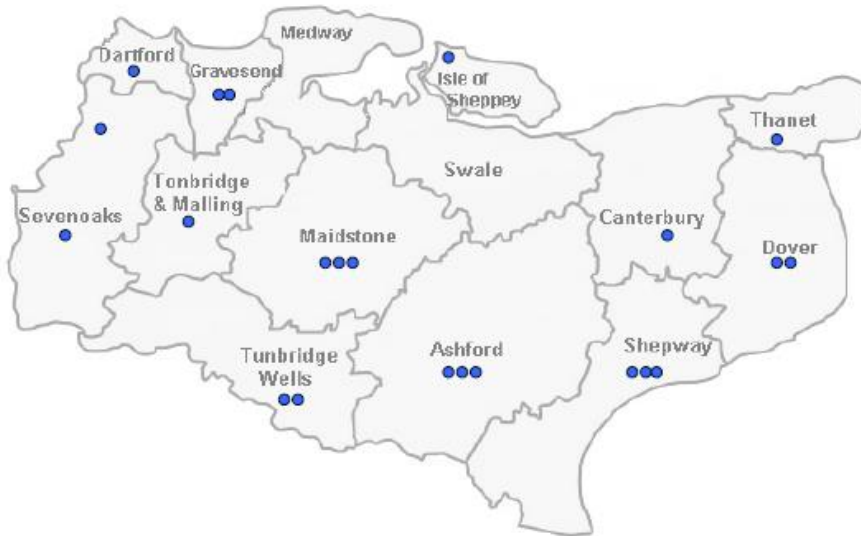 Medway
Dartford
Gravesend
Isle of
Sheppey
Thanet
Swale
Tonbridge
& Malling
Sevenoaks
Canterbury
Maidstone
Dover
Tunbridge
Wells
Ashford
Shepway